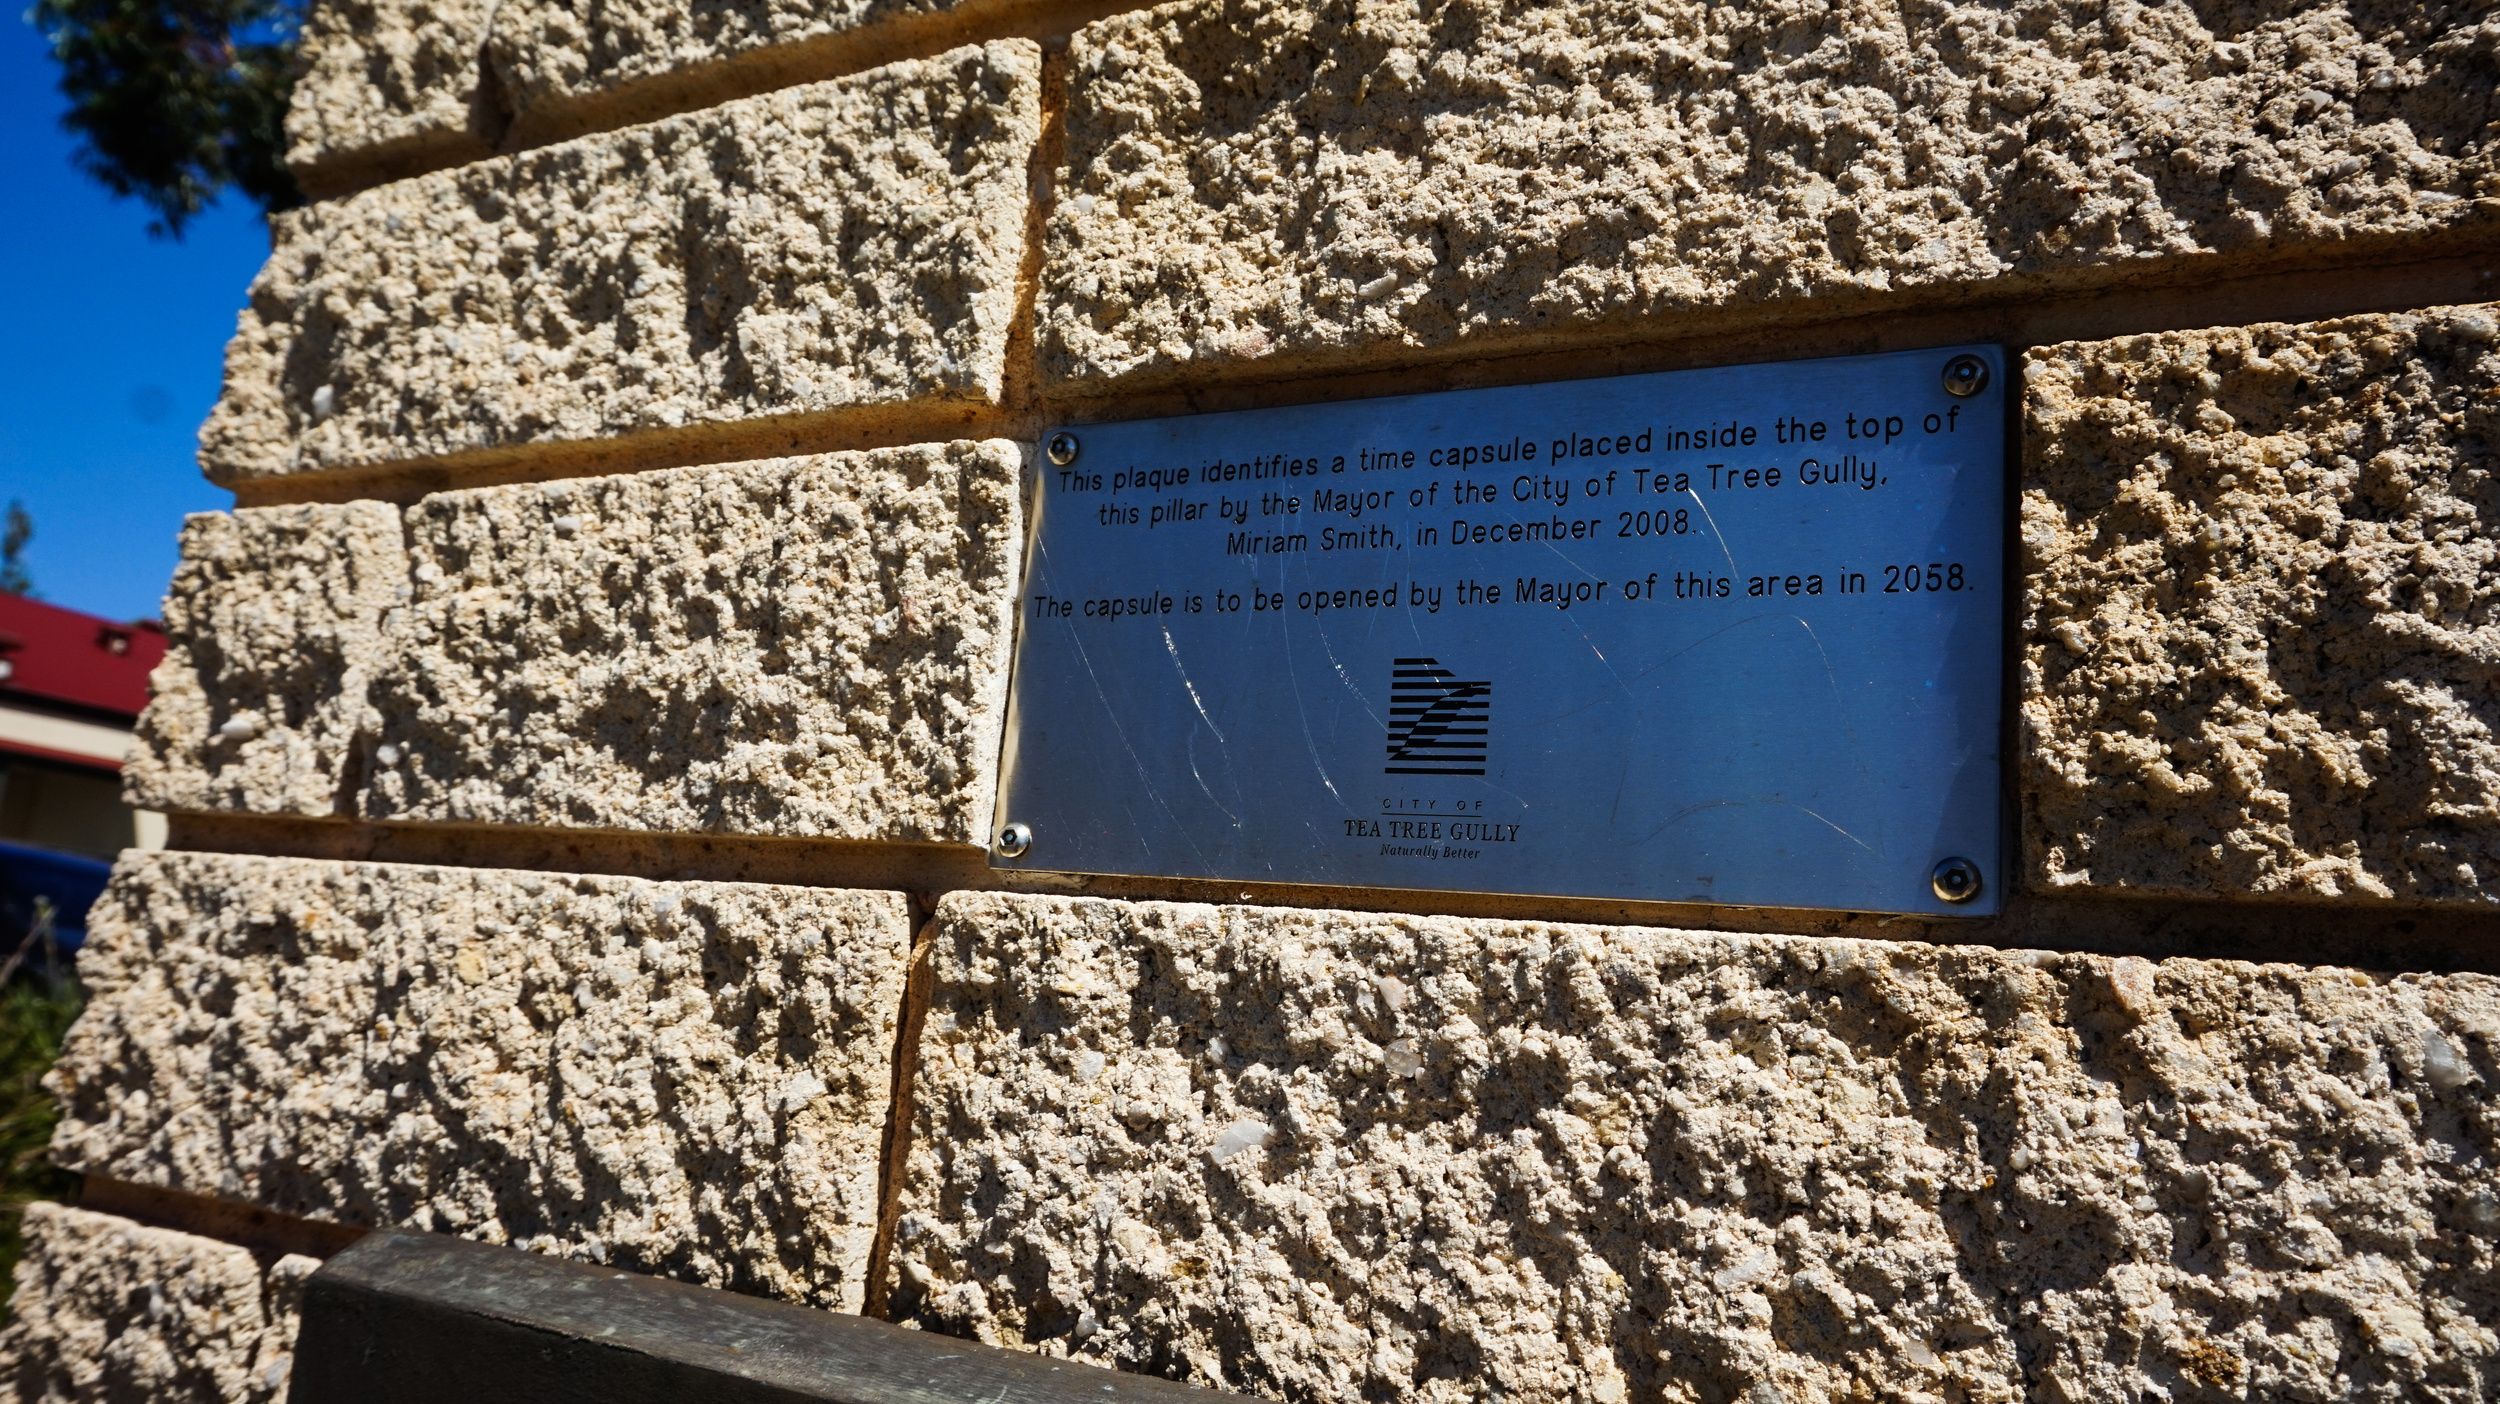 This plaque identifies a time capsule placed inside the top of
this pillar by the Mayor of the City of Tea Tree Gully,
Miriam Smith, in December 2008.
The capsule is to be opened by the Mayor of this area in 2058.
CITY OF
TEA TREE GULLY
Naturally Better